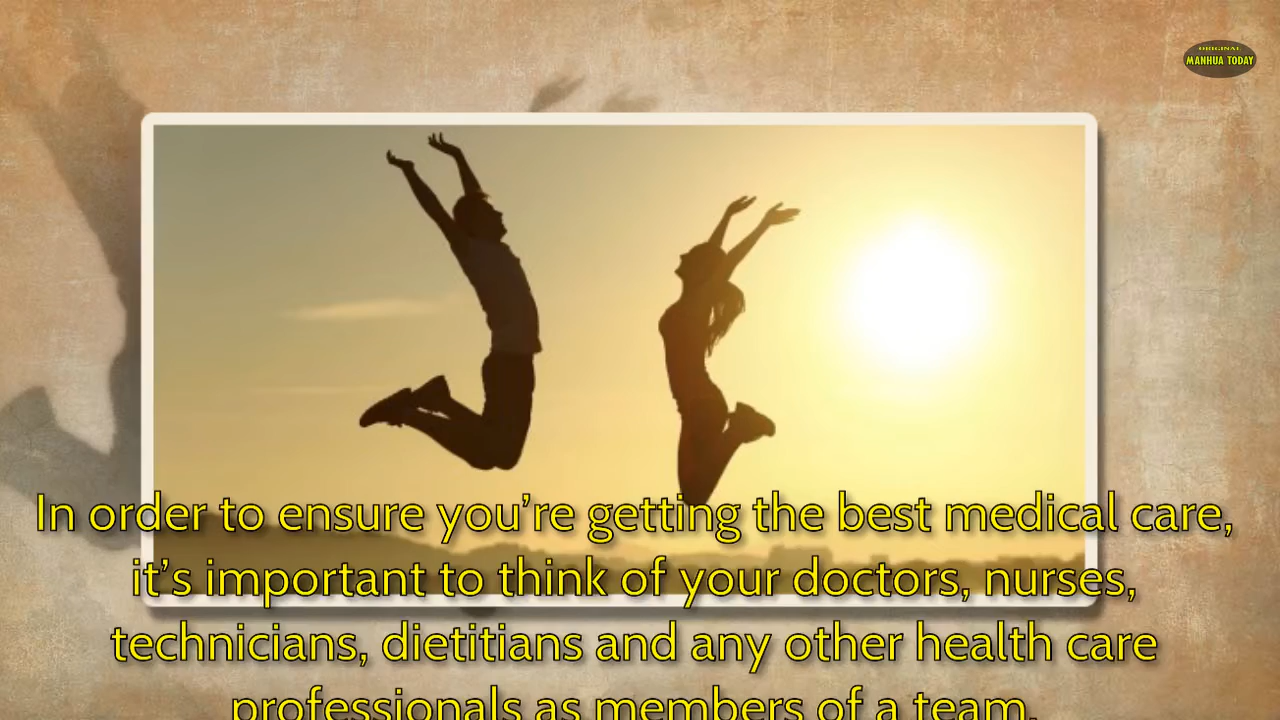 ORIGINAL
MANHUA TODAY
In order to ensure you’re getting the best medical care,
it’s important to think of your doctors, nurses,
technicians, dietitians and any other health care
professionals as members of a team.